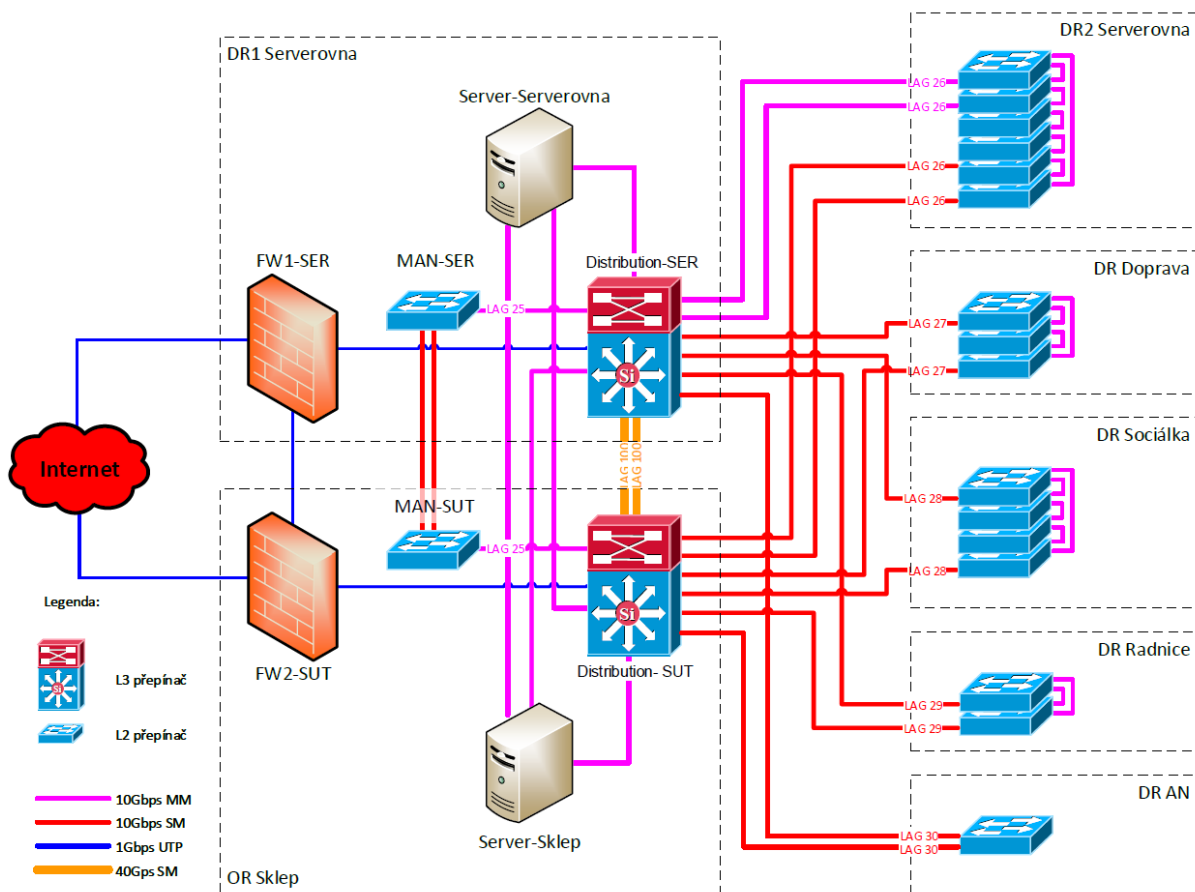 DR1 Serverovna
Server-Serverovna
FW1-SER
MAN-SER
Distribution-SER
LAG 25
Si
LAG 100
LAG 100
Internet
MAN-SUT
LAG 25
Si
FW2-SUT
Distribution- SUT
Server-Sklep
OR Sklep
DR2 Serverovna
LAG 26
LAG 26
LAG 26
LAG 26
DR Doprava
LAG 27
LAG 27
DR Sociálka
LAG 28
LAG 28
DR Radnice
LAG 29
LAG 29
DR AN
LAG 30
LAG 30
Legenda:
Si
L3 přepínač
L2 přepínač
10Gbps MM
10Gbps SM
1Gbps UTP
40Gps SM